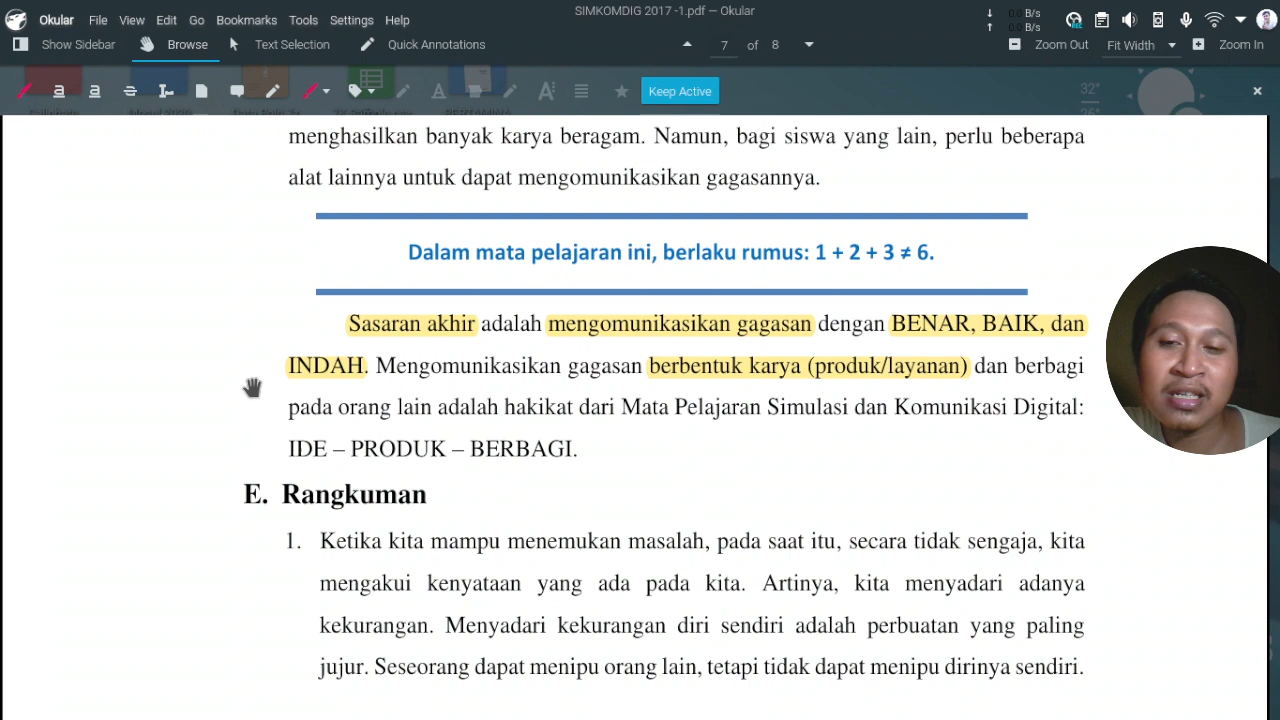 SIMKOMDIG 2017 -1.pdf — Okular
Okular File View Edit Go Bookmarks Tools Settings Help
0.0 B/s
0.0 B/s
Show Sidebar Browse Text Selection Quick Annotations 7 of 8 Zoom Out Fit Width Zoom In
Keep Active
32°
menghasilkan banyak karya beragam. Namun, bagi siswa yang lain, perlu beberapa
alat lainnya untuk dapat mengomunikasikan gagasannya.
Dalam mata pelajaran ini, berlaku rumus: 1 + 2 + 3 ≠ 6.
Sasaran akhir adalah mengomunikasikan gagasan dengan BENAR, BAIK, dan
INDAH. Mengomunikasikan gagasan berbentuk karya (produk/layanan) dan berbagi
pada orang lain adalah hakikat dari Mata Pelajaran Simulasi dan Komunikasi Digital:
IDE – PRODUK – BERBAGI.
E. Rangkuman
1. Ketika kita mampu menemukan masalah, pada saat itu, secara tidak sengaja, kita
mengakui kenyataan yang ada pada kita. Artinya, kita menyadari adanya
kekurangan. Menyadari kekurangan diri sendiri adalah perbuatan yang paling
jujur. Seseorang dapat menipu orang lain, tetapi tidak dapat menipu dirinya sendiri.